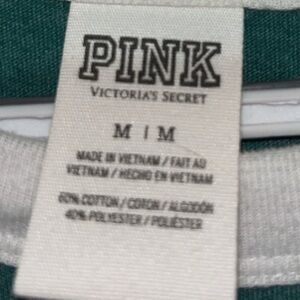 PINK
VICTORIA'S SECRET
M | M
MADE IN VIETNAM / FAIT AU
VIETNAM / HECHO EN VIETNAM
60% COTTON / COTON / ALGODÓN
40% POLYESTER / POLIÉSTER